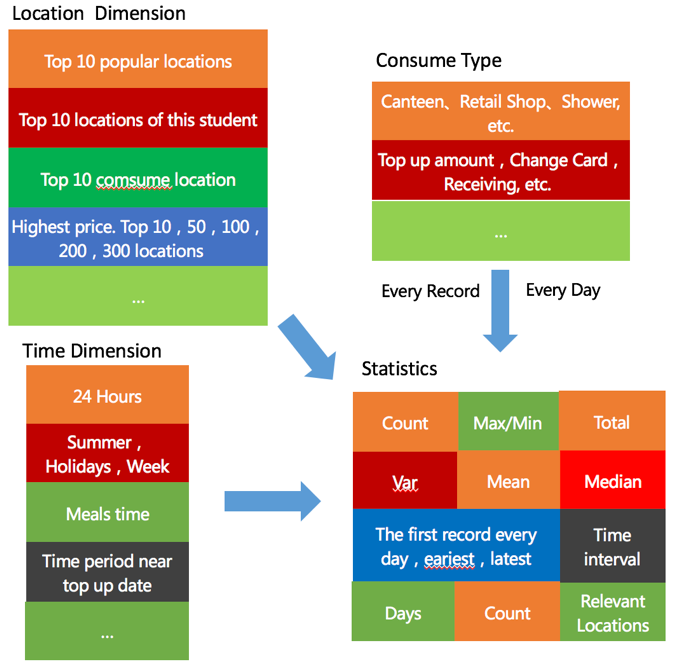 Location Dimension
Top 10 popular locations
Top 10 locations of this student
Top 10 comsume location
Highest price. Top 10，50，100，
200，300 locations
...
Consume Type
Canteen、Retail Shop、Shower,
etc.
Top up amount，Change Card，
Receiving, etc.
...
Every Record
Every Day
Time Dimension
24 Hours
Summer，
Holidays，Week
Meals time
Time period near
top up date
...
Statistics
Count
Max/Min
Total
Var
Mean
Median
The first record every
day，eariest，latest
Time
interval
Days
Count
Relevant
Locations